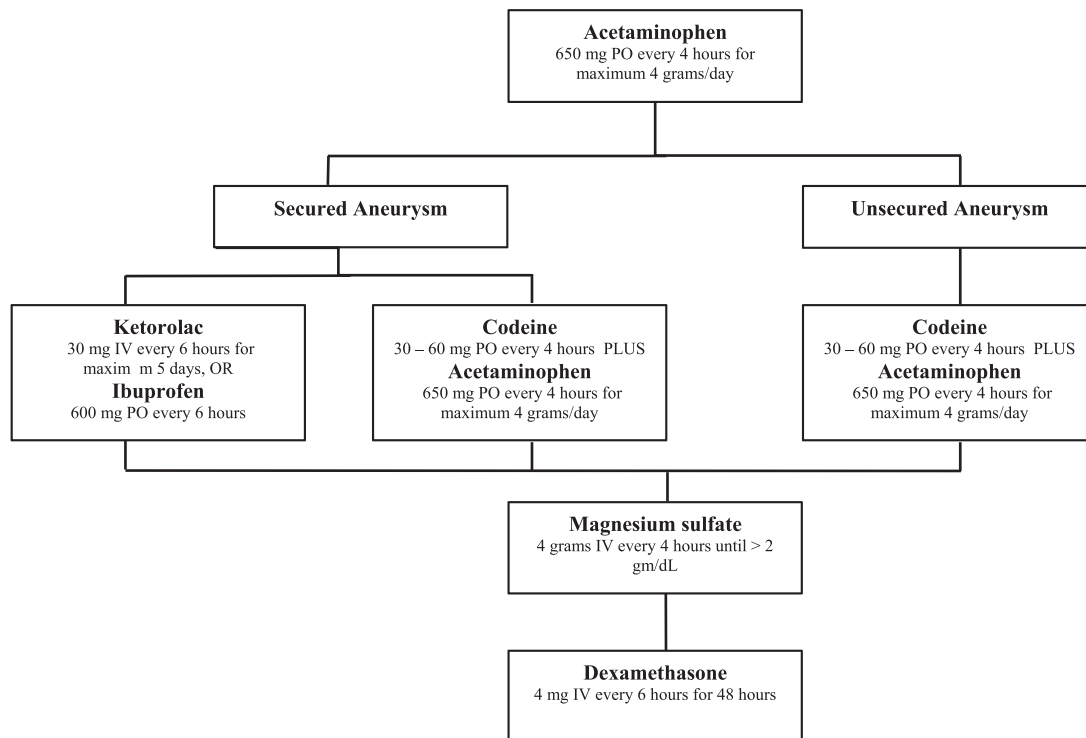 Acetaminophen
650 mg PO every 4 hours for
maximum 4 grams/day
Secured Aneurysm
Unsecured Aneurysm
Ketorolac
30 mg IV every 6 hours for
maxim m 5 days, OR
Ibuprofen
600 mg PO every 6 hours
Codeine
30 – 60 mg PO every 4 hours PLUS
Acetaminophen
650 mg PO every 4 hours for
maximum 4 grams/day
Codeine
30 – 60 mg PO every 4 hours PLUS
Acetaminophen
650 mg PO every 4 hours for
maximum 4 grams/day
Magnesium sulfate
4 grams IV every 4 hours until > 2
gm/dL
Dexamethasone
4 mg IV every 6 hours for 48 hours